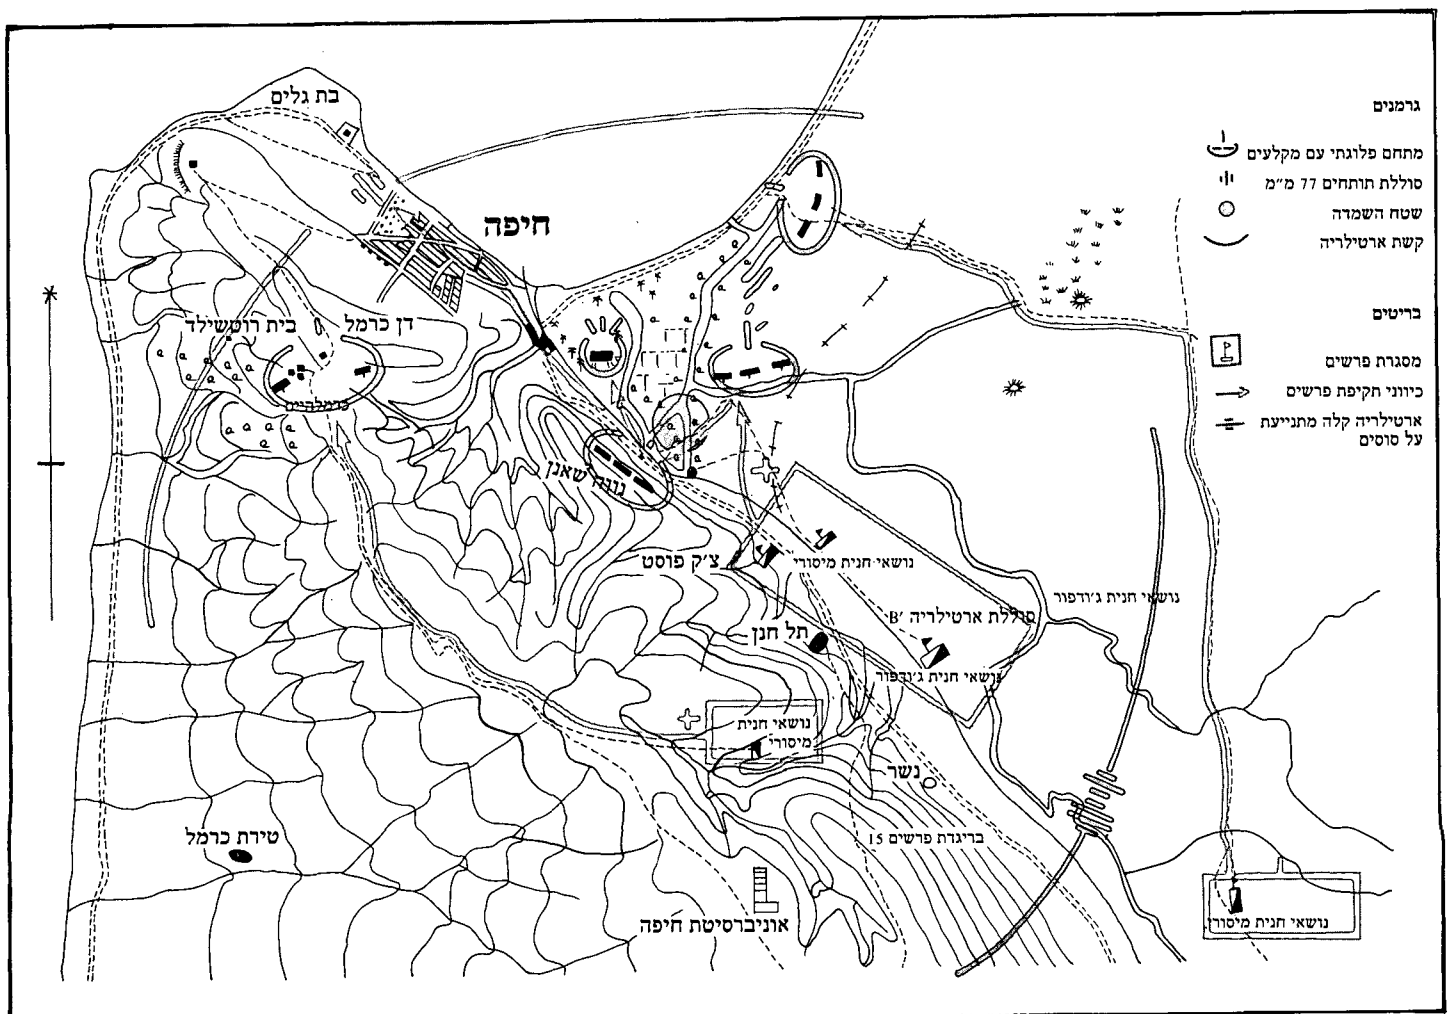 בת גלים
חיפה
בית רוטשילד
דן כרמל
כרמלהיים
נווה שאנן
צ׳ק פוסט
נושאי חנית מיסורי
נושאי חנית ג׳ודפור
סוללת ארטילריה B׳
תל חנן
נושאי חנית ג׳ודפור
נושאי חנית
מיסורי
נשר
בריגדת פרשים 15
טירת כרמל
אוניברסיטת חיפה
נושאי חנית מיסורי
גרמנים
מתחם פלוגתי עם מקלעים
סוללת תותחים 77 מ״מ
שטח השמדה
קשת ארטילריה
בריטים
מסגרת פרשים
כיווני תקיפת פרשים
ארטילריה קלה מתנייעת
על סוסים